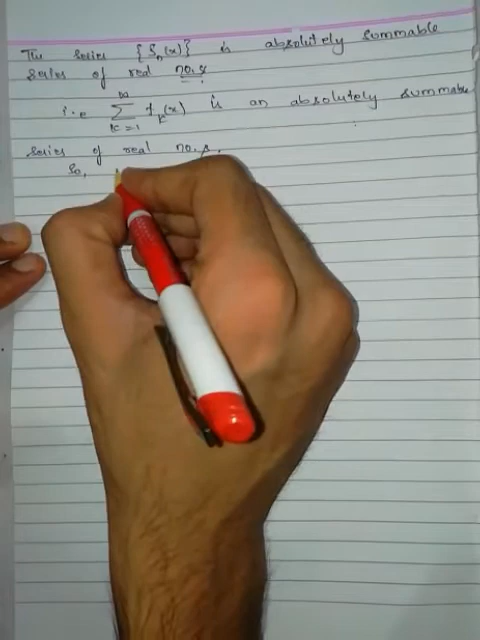 The series {Sn(x)} is absolutely summable
series of real no.s
i.e ∞∑k=1 fk(x) is an absolutely summable
series of real no.s.
So,